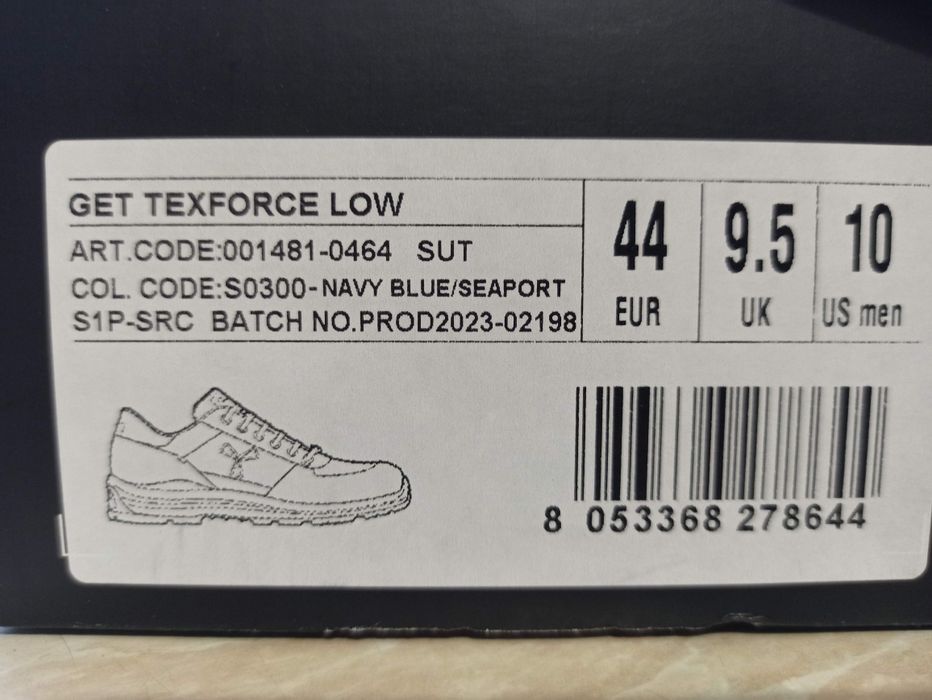 GET TEXFORCE LOW
ART.CODE:001481-0464 SUT
COL. CODE:S0300-NAVY BLUE/SEAPORT
S1P-SRC BATCH NO.PROD2023-02198
44 9.5 10
EUR UK US men
8 053368 278644